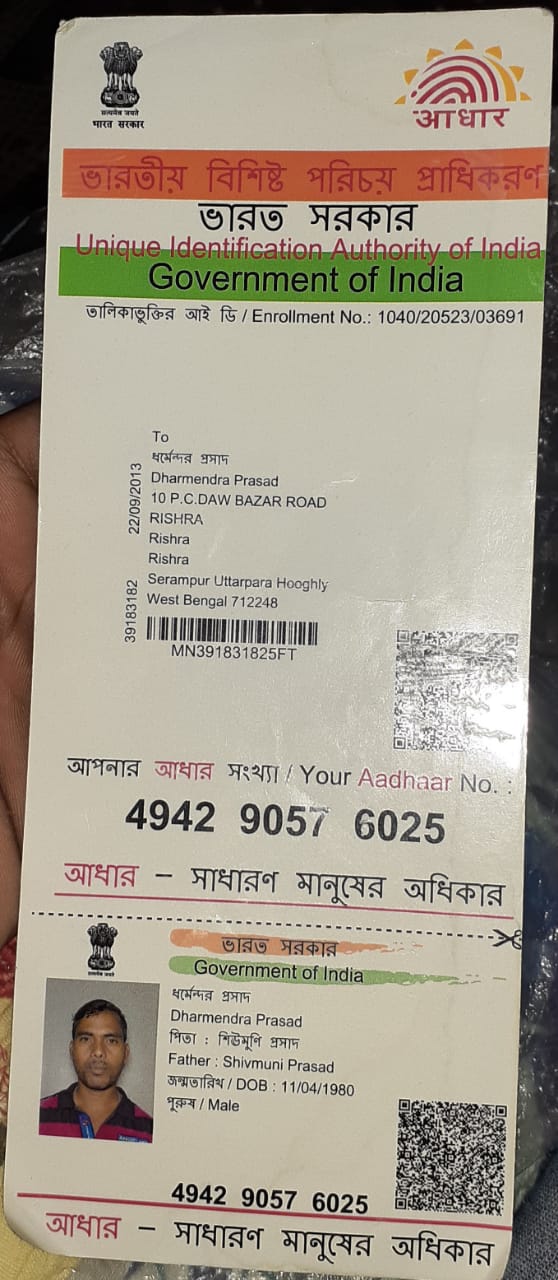 सत्यमेव जयते
भारत सरकार
आधार
ভারতীয় বিশিষ্ট পরিচয় প্রাধিকরণ
ভারত সরকার
Unique Identification Authority of India
Government of India
তালিকাভুক্তির আই ডি / Enrollment No.: 1040/20523/03691
To
ধর্মেন্দর প্রসাদ
Dharmendra Prasad
10 P.C.DAW BAZAR ROAD
RISHRA
Rishra
Rishra
Serampur Uttarpara Hooghly
West Bengal 712248
22/09/2013
39183182
MN391831825FT
আপনার আধার সংখ্যা / Your Aadhaar No. :
4942 9057 6025
আধার – সাধারণ মানুষের অধিকার
सत्यमेव जयते
ভারত সরকার
Government of India
ধর্মেন্দর প্রসাদ
Dharmendra Prasad
পিতা : শিউমুণি প্রসাদ
Father : Shivmuni Prasad
জন্মতারিখ / DOB : 11/04/1980
পুরুষ / Male
4942 9057 6025
আধার – সাধারণ মানুষের অধিকার